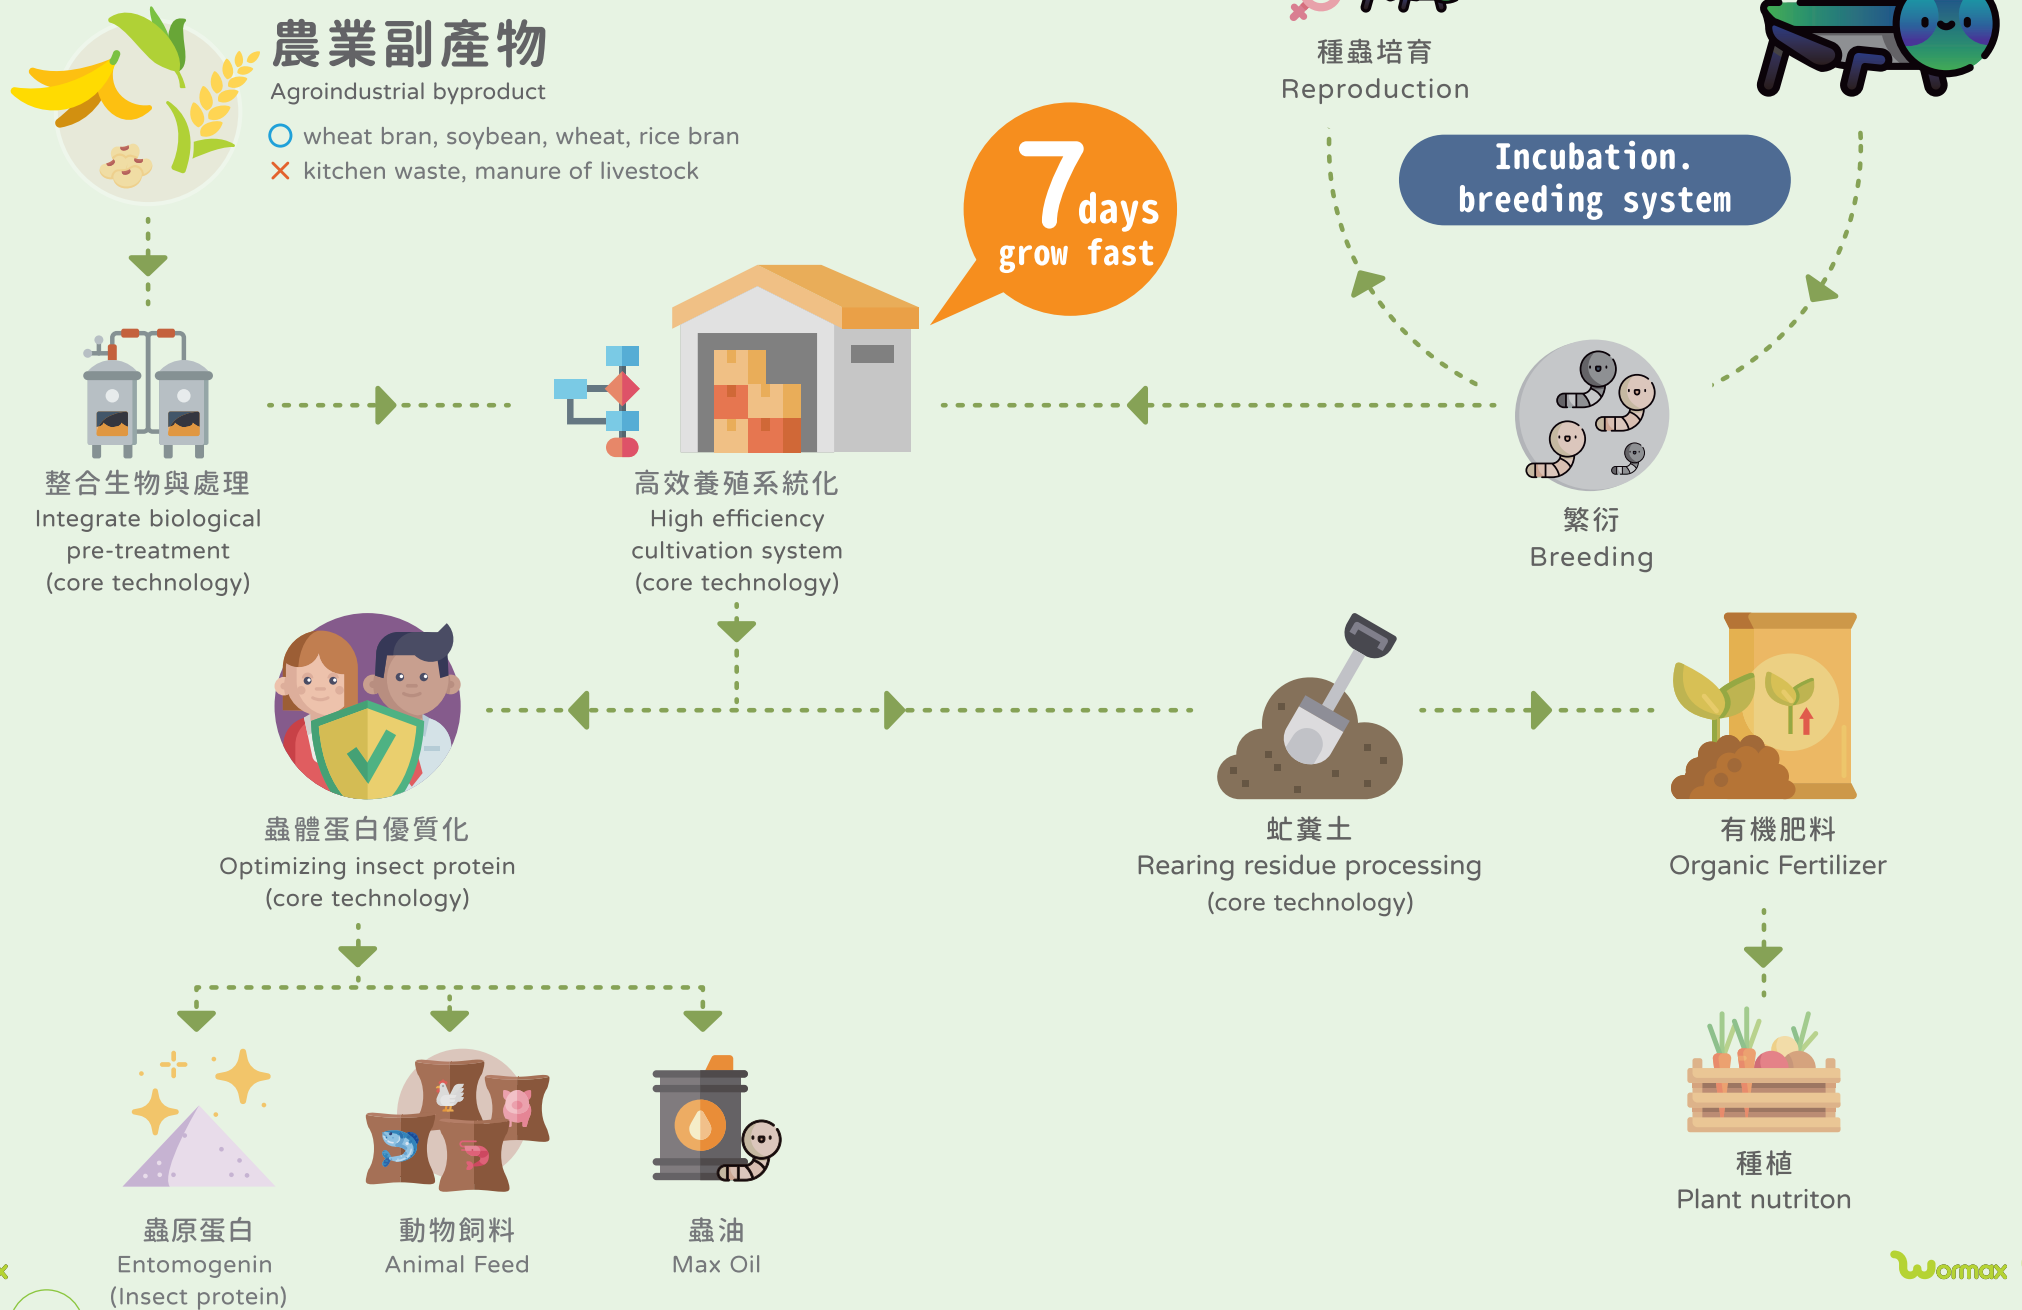 農業副產物
Agroindustrial byproduct
wheat bran, soybean, wheat, rice bran
kitchen waste, manure of livestock
7 days
grow fast
種蟲培育
Reproduction
Incubation.
breeding system
整合生物與處理
Integrate biological
pre-treatment
(core technology)
高效養殖系統化
High efficiency
cultivation system
(core technology)
繁衍
Breeding
蟲體蛋白優質化
Optimizing insect protein
(core technology)
虻糞土
Rearing residue processing
(core technology)
有機肥料
Organic Fertilizer
蟲原蛋白
Entomogenin
(Insect protein)
動物飼料
Animal Feed
蟲油
Max Oil
種植
Plant nutriton
Wormax